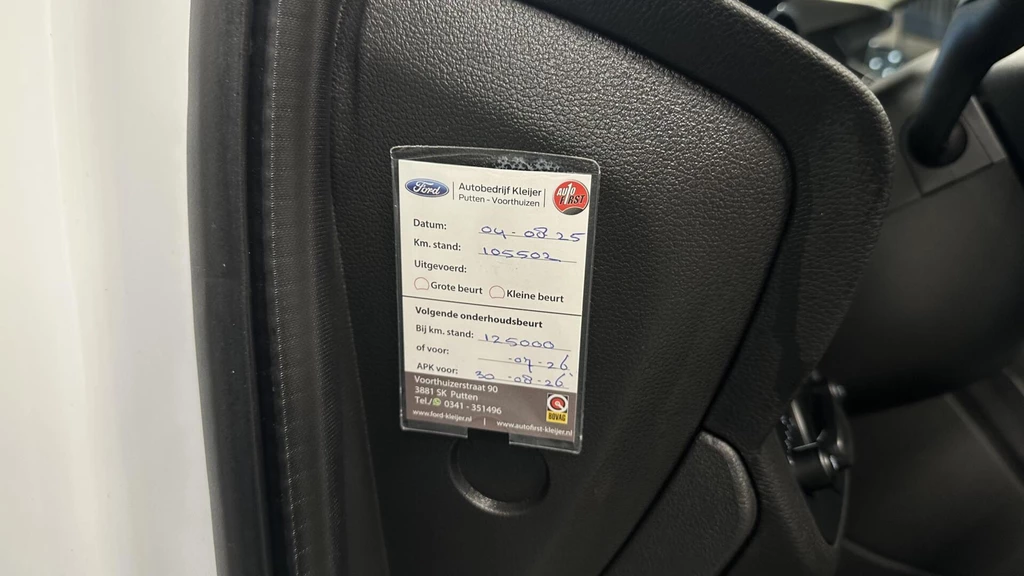 Ford
Autobedrijf Kleijer
Putten - Voorthuizen
AUTO FIRST
Datum: 04-08-25
Km. stand: 105502
Uitgevoerd:
Grote beurt Kleine beurt
Volgende onderhoudsbeurt
Bij km. stand: 125000
of voor: -07-26
APK voor: 30-08-26
Voorthuizerstraat 90
3881 SK Putten
Tel./ 0341 - 351496
BOVAG
www.ford-kleijer.nl | www.autofirst-kleijer.nl